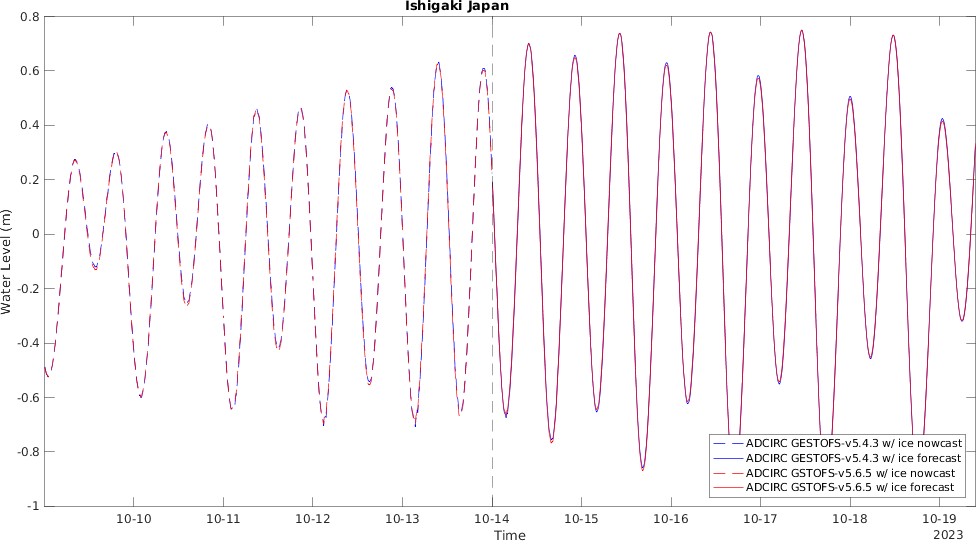 Ishigaki Japan
0.8
0.6
0.4
0.2
0
-0.2
-0.4
-0.6
-0.8
-1
Water Level (m)
10-10 10-11 10-12 10-13 10-14 10-15 10-16 10-17 10-18 10-19
2023
Time
ADCIRC GESTOFS-v5.4.3 w/ ice nowcast
ADCIRC GESTOFS-v5.4.3 w/ ice forecast
ADCIRC GSTOFS-v5.6.5 w/ ice nowcast
ADCIRC GSTOFS-v5.6.5 w/ ice forecast